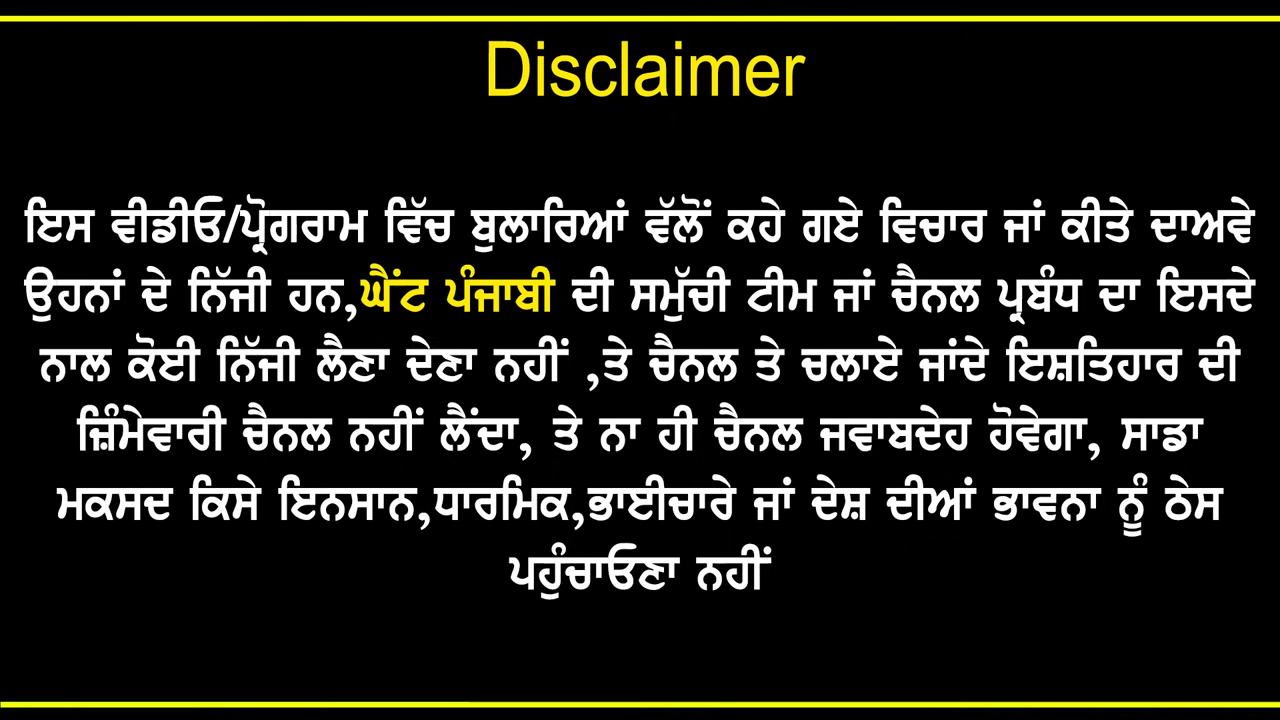 Disclaimer
ਇਸ ਵੀਡੀਓ/ਪ੍ਰੋਗਰਾਮ ਵਿੱਚ ਬੁਲਾਰਿਆਂ ਵੱਲੋਂ ਕਹੇ ਗਏ ਵਿਚਾਰ ਜਾਂ ਕੀਤੇ ਦਾਅਵੇ
ਉਹਨਾਂ ਦੇ ਨਿੱਜੀ ਹਨ,ਘੈਂਟ ਪੰਜਾਬੀ ਦੀ ਸਮੁੱਚੀ ਟੀਮ ਜਾਂ ਚੈਨਲ ਪ੍ਰਬੰਧ ਦਾ ਇਸਦੇ
ਨਾਲ ਕੋਈ ਨਿੱਜੀ ਲੈਣਾ ਦੇਣਾ ਨਹੀਂ ,ਤੇ ਚੈਨਲ ਤੇ ਚਲਾਏ ਜਾਂਦੇ ਇਸ਼ਤਿਹਾਰ ਦੀ
ਜ਼ਿੰਮੇਵਾਰੀ ਚੈਨਲ ਨਹੀਂ ਲੈਂਦਾ, ਤੇ ਨਾ ਹੀ ਚੈਨਲ ਜਵਾਬਦੇਹ ਹੋਵੇਗਾ, ਸਾਡਾ
ਮਕਸਦ ਕਿਸੇ ਇਨਸਾਨ,ਧਾਰਮਿਕ,ਭਾਈਚਾਰੇ ਜਾਂ ਦੇਸ਼ ਦੀਆਂ ਭਾਵਨਾ ਨੂੰ ਠੇਸ
ਪਹੁੰਚਾਓਣਾ ਨਹੀਂ